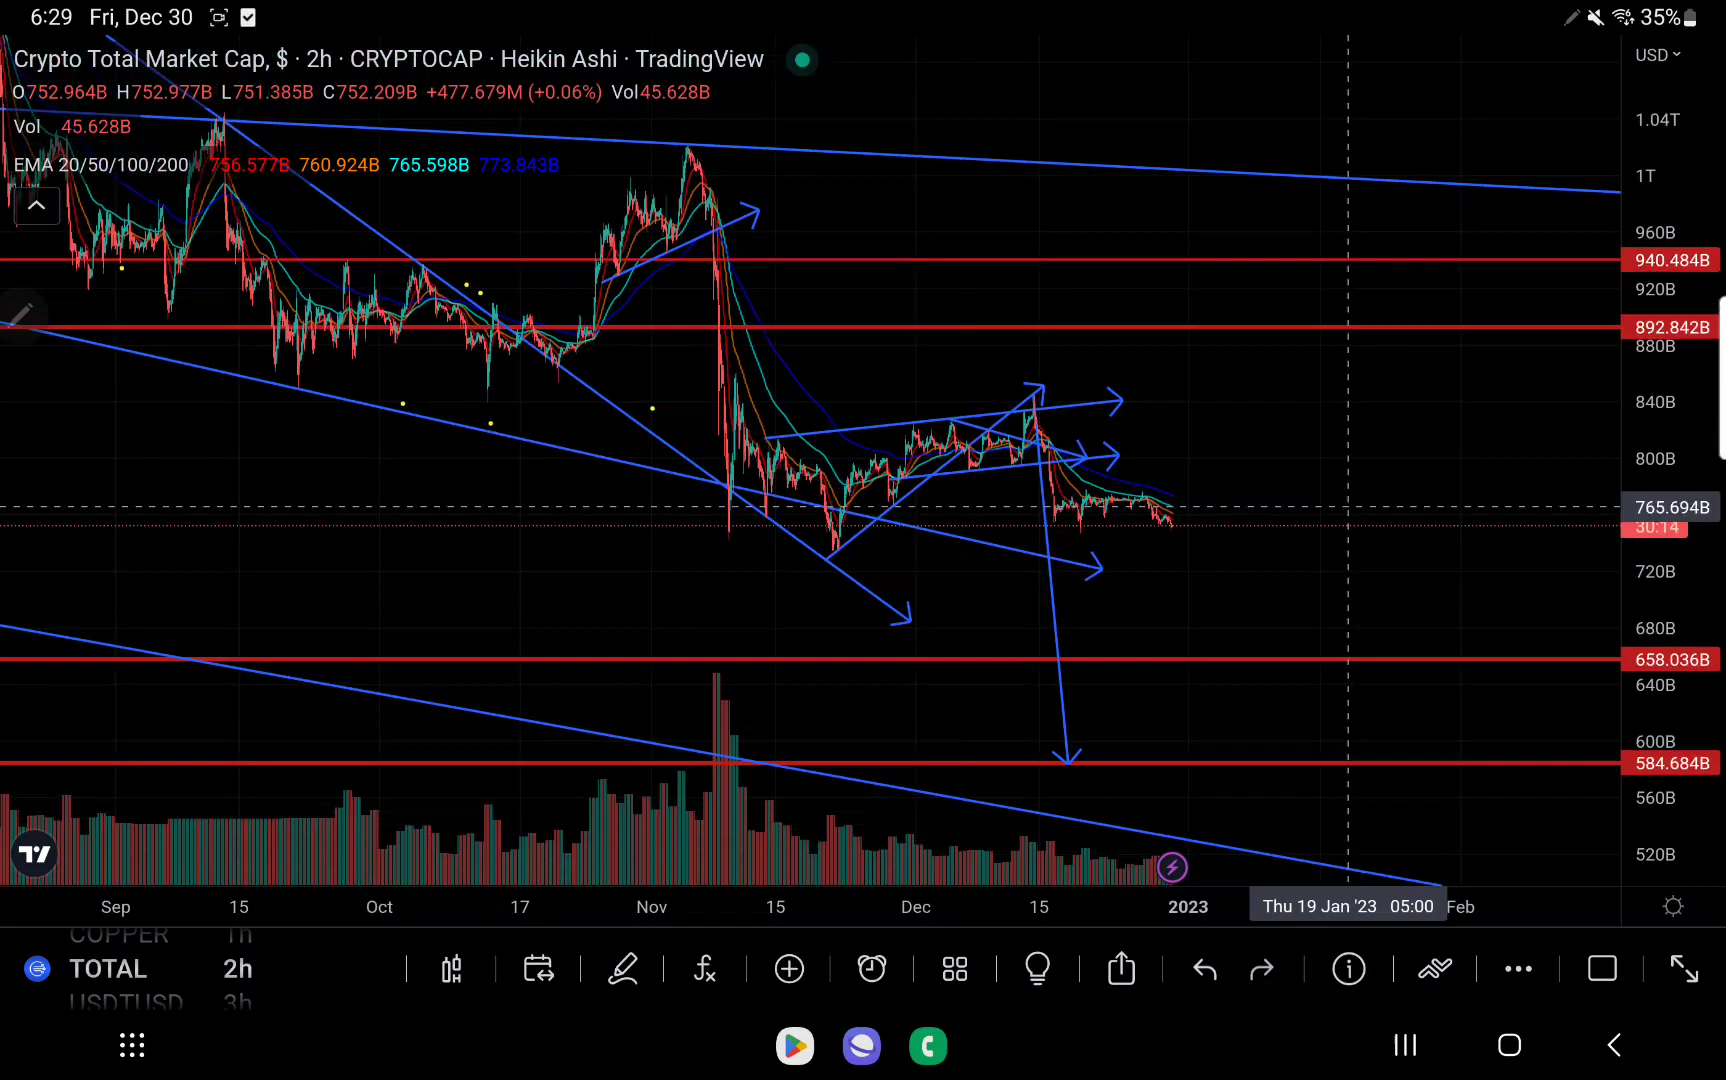 6:29 Fri, Dec 30 35%
Crypto Total Market Cap, $ · 2h · CRYPTOCAP · Heikin Ashi · TradingView USD
O752.964B H752.977B L751.385B C752.209B +477.679M (+0.06%) Vol45.628B
Vol 45.628B
EMA 20/50/100/200 756.577B 760.924B 765.598B 773.843B
1.04T
1T
960B
940.484B
920B
892.842B
880B
840B
800B
765.694B
30:14
720B
680B
658.036B
640B
600B
584.684B
560B
520B
Sep 15 Oct 17 Nov 15 Dec 15 2023 Thu 19 Jan '23 05:00 Feb
COPPER 1h
TOTAL 2h
USDTUSD 3h